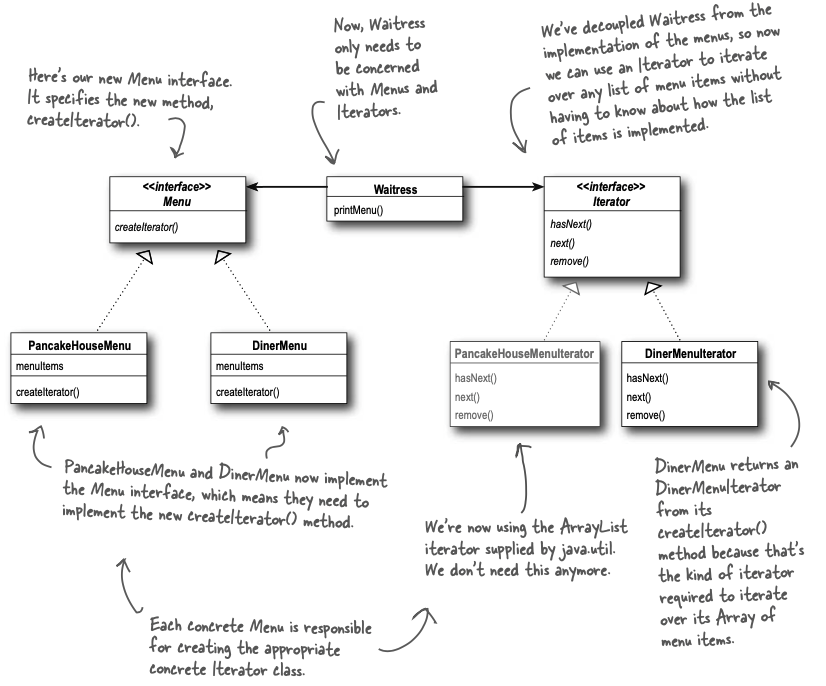 Here's our new Menu interface.
It specifies the new method,
createIterator().
Now, Waitress
only needs to
be concerned
with Menus and
Iterators.
We've decoupled Waitress from the
implementation of the menus, so now
we can use an Iterator to iterate
over any list of menu items without
having to know about how the list
of items is implemented.
<<interface>>
Menu
createIterator()
Waitress
printMenu()
<<interface>>
Iterator
hasNext()
next()
remove()
PancakeHouseMenu
menuItems
createIterator()
DinerMenu
menuItems
createIterator()
PancakeHouseMenuIterator
hasNext()
next()
remove()
DinerMenuIterator
hasNext()
next()
remove()
PancakeHouseMenu and DinerMenu now implement
the Menu interface, which means they need to
implement the new createIterator() method.
We're now using the ArrayList
iterator supplied by java.util.
We don't need this anymore.
DinerMenu returns an
DinerMenuIterator
from its
createIterator()
method because that's
the kind of iterator
required to iterate
over its Array of
menu items.
Each concrete Menu is responsible
for creating the appropriate
concrete Iterator class.